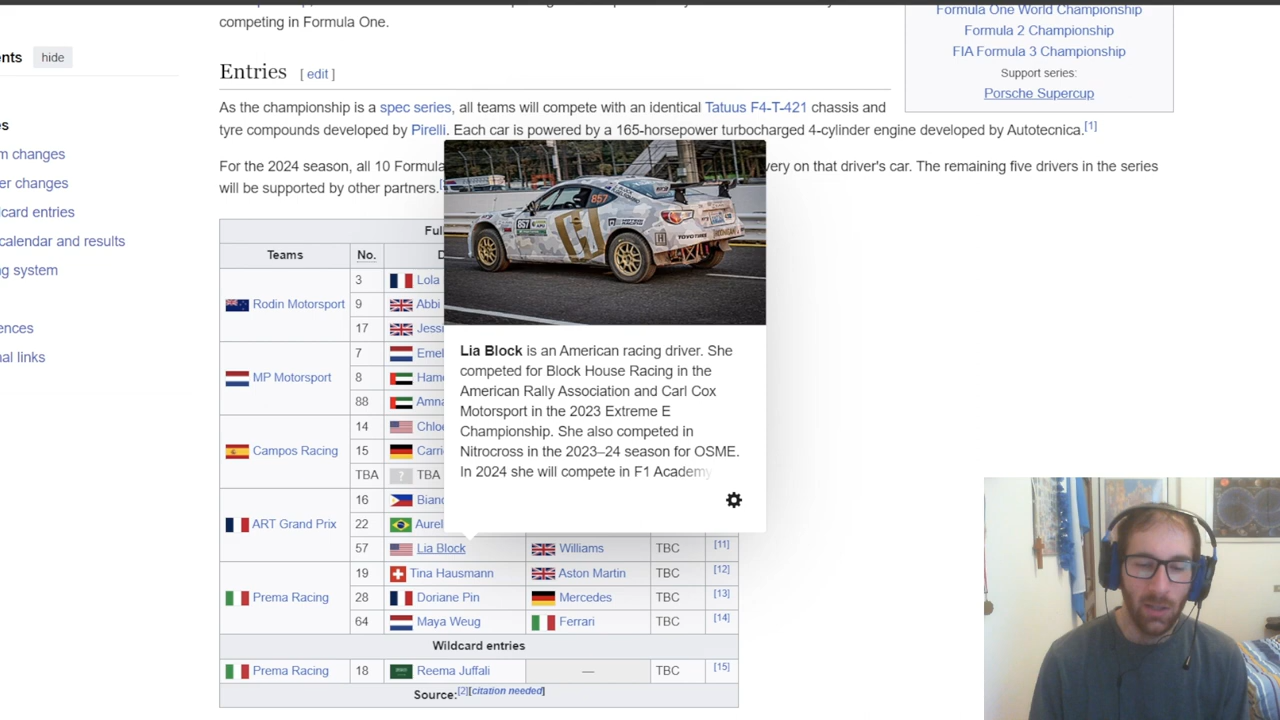 competing in Formula One.
Formula One World Championship
Formula 2 Championship
FIA Formula 3 Championship
Support series:
Porsche Supercup
ents hide
Entries [ edit ]
As the championship is a spec series, all teams will compete with an identical Tatuus F4-T-421 chassis and
tyre compounds developed by Pirelli. Each car is powered by a 165-horsepower turbocharged 4-cylinder engine developed by Autotecnica.[1]
For the 2024 season, all 10 Formula very on that driver's car. The remaining five drivers in the series
will be supported by other partners.
es
m changes
er changes
dcard entries
calendar and results
ng system
ences
nal links
Ful
Teams No. D
Rodin Motorsport
3 Lola
9 Abbi
17 Jessi
MP Motorsport
7 Emel
8 Hame
88 Amna
Campos Racing
14 Chloe
15 Carri
TBA ? TBA
ART Grand Prix
16 Bianc
22 Aurel
57 Lia Block Williams TBC [11]
Prema Racing
19 Tina Hausmann Aston Martin TBC [12]
28 Doriane Pin Mercedes TBC [13]
64 Maya Weug Ferrari TBC [14]
Wildcard entries
Prema Racing 18 Reema Juffali — TBC [15]
Source:[2][citation needed]
857
857
Lia Block is an American racing driver. She
competed for Block House Racing in the
American Rally Association and Carl Cox
Motorsport in the 2023 Extreme E
Championship. She also competed in
Nitrocross in the 2023–24 season for OSME.
In 2024 she will compete in F1 Academy